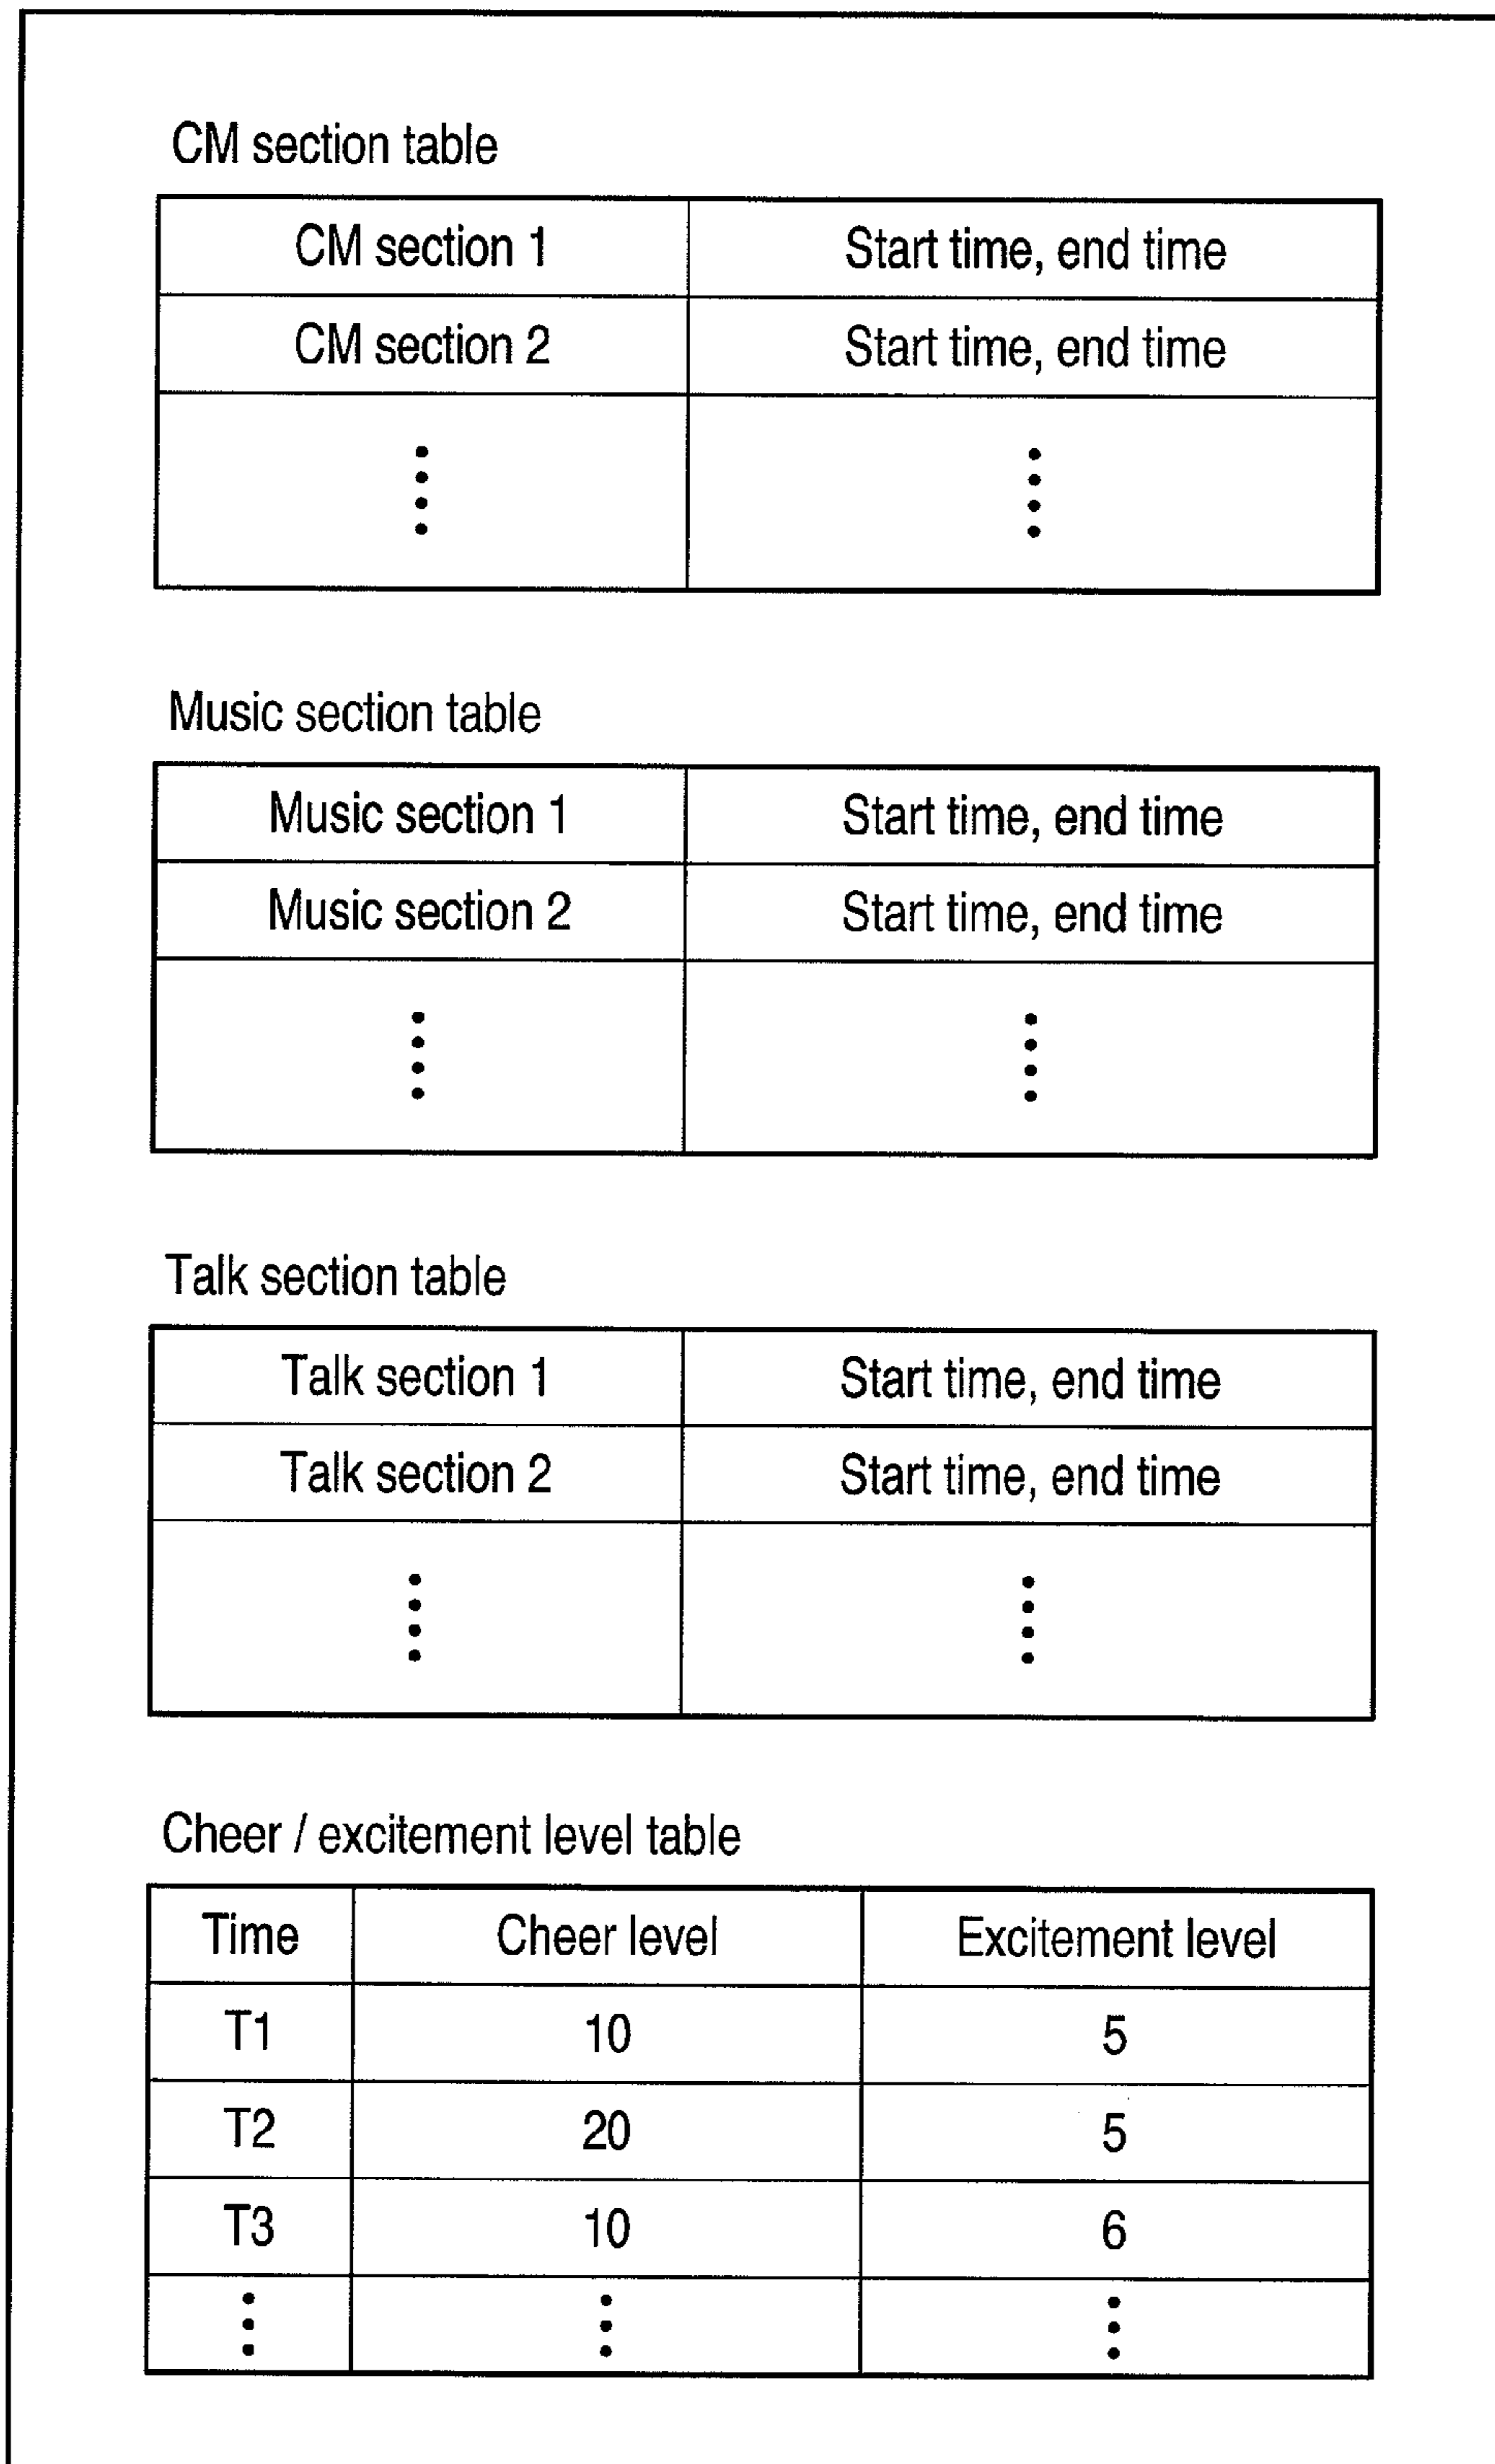 CM section table
CM section 1 Start time, end time
CM section 2 Start time, end time
Music section table
Music section 1 Start time, end time
Music section 2 Start time, end time
Talk section table
Talk section 1 Start time, end time
Talk section 2 Start time, end time
Cheer / excitement level table
Time Cheer level Excitement level
T1 10 5
T2 20 5
T3 10 6